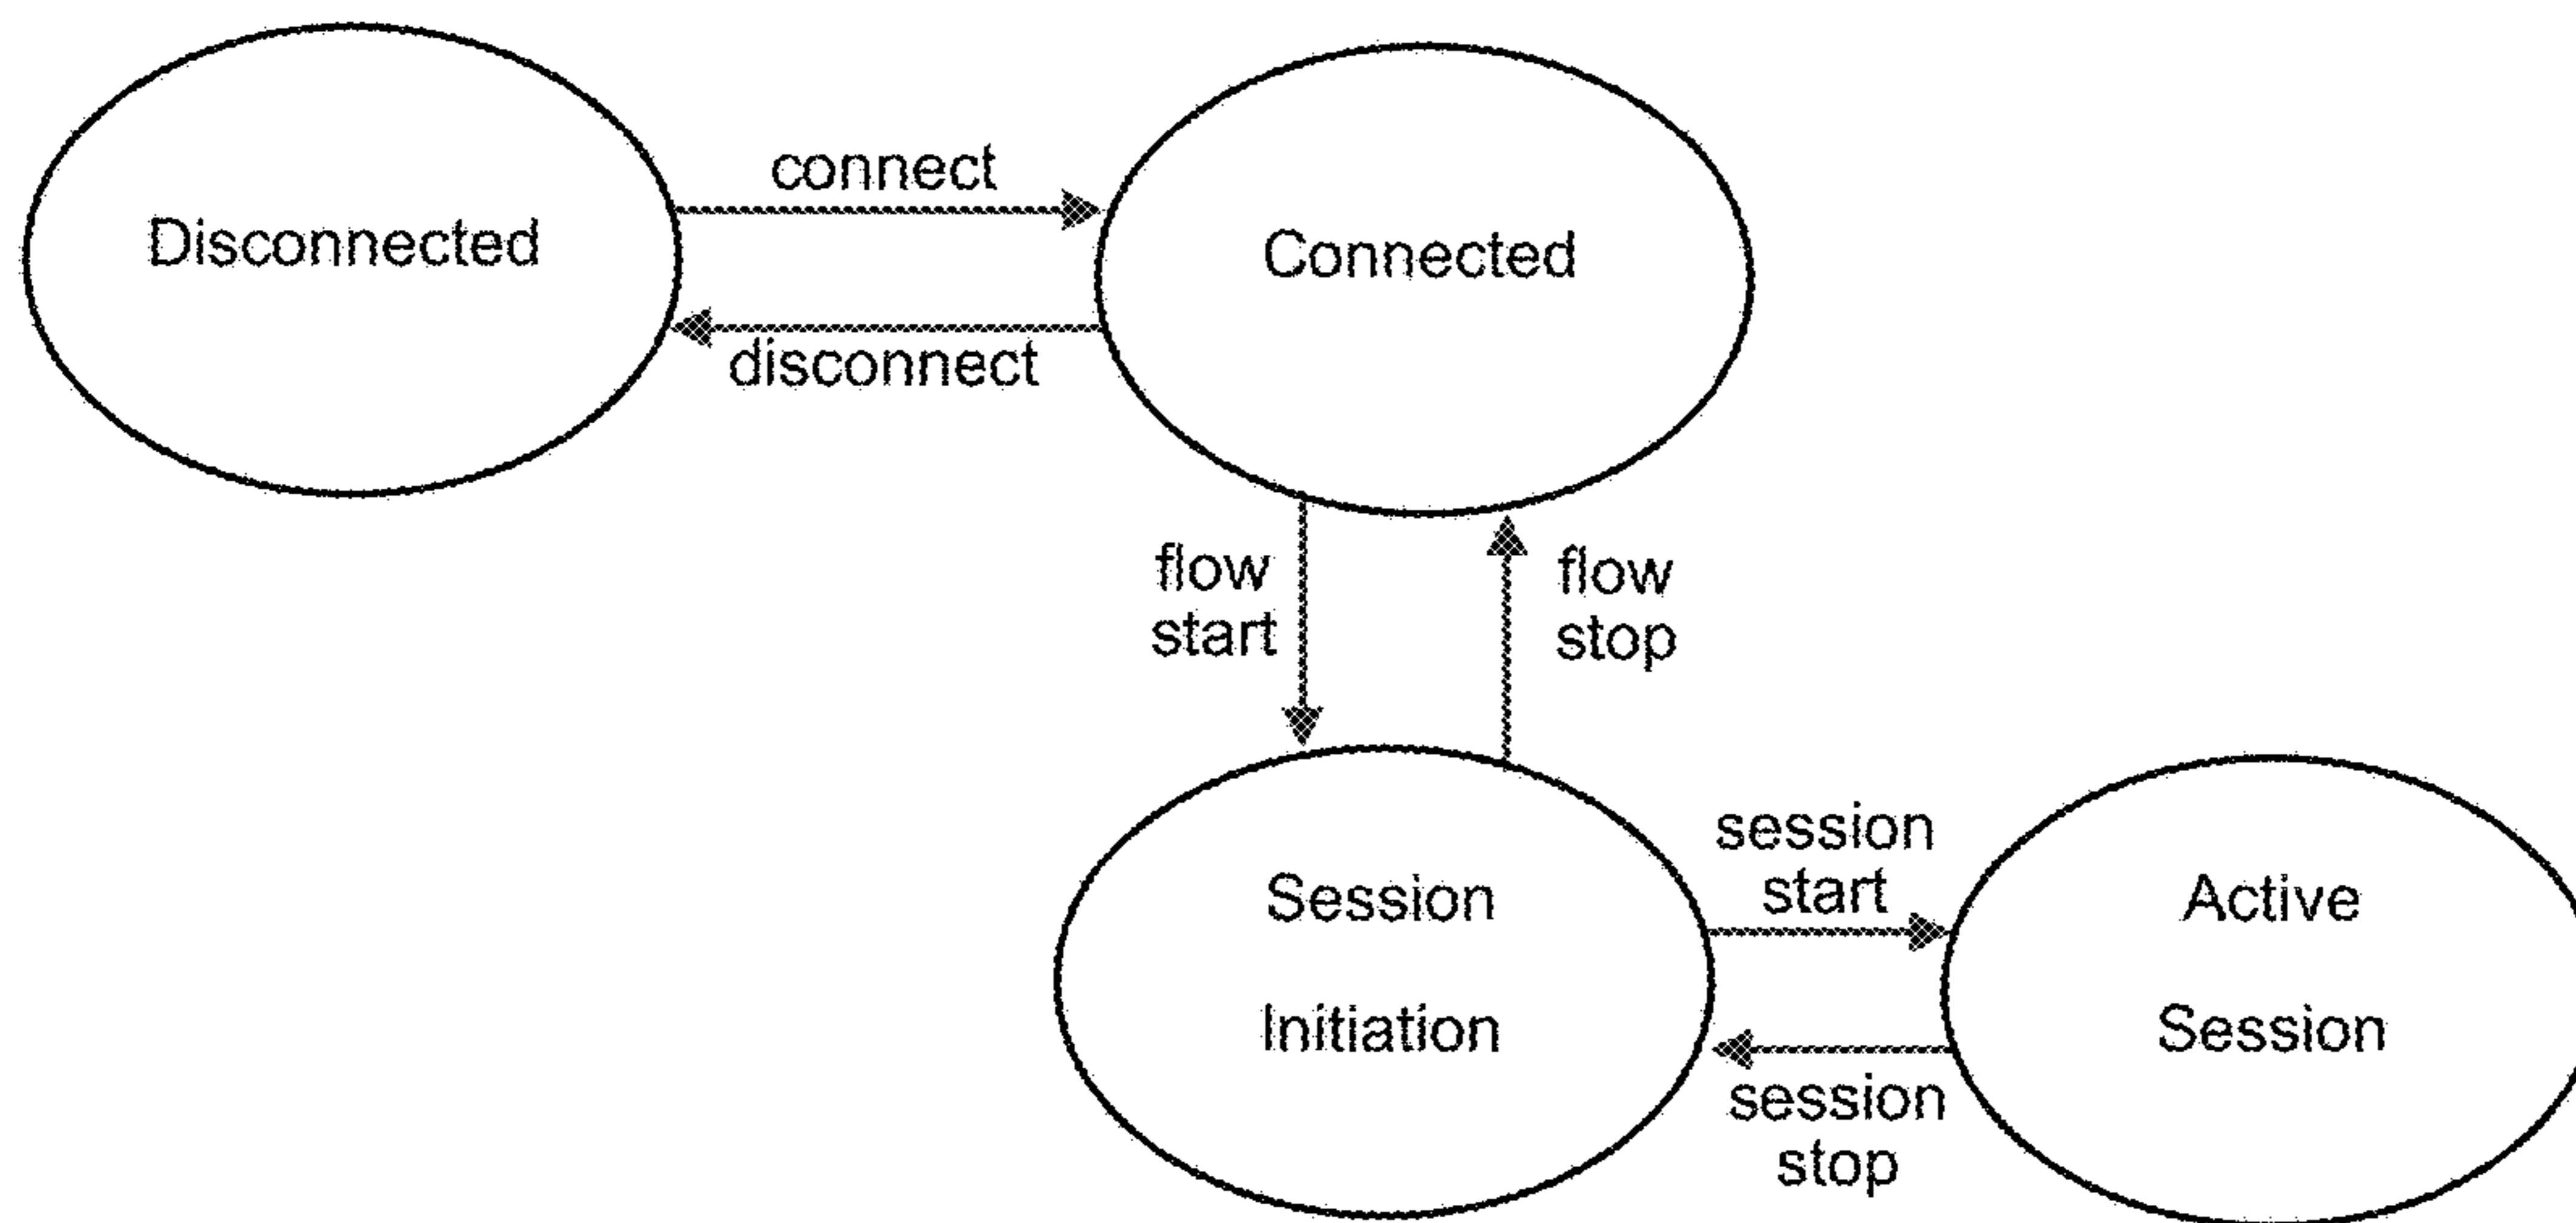 connect
Disconnected
Connected
disconnect
flow
start
flow
stop
session
start
Session
Initiation
Active
Session
session
stop